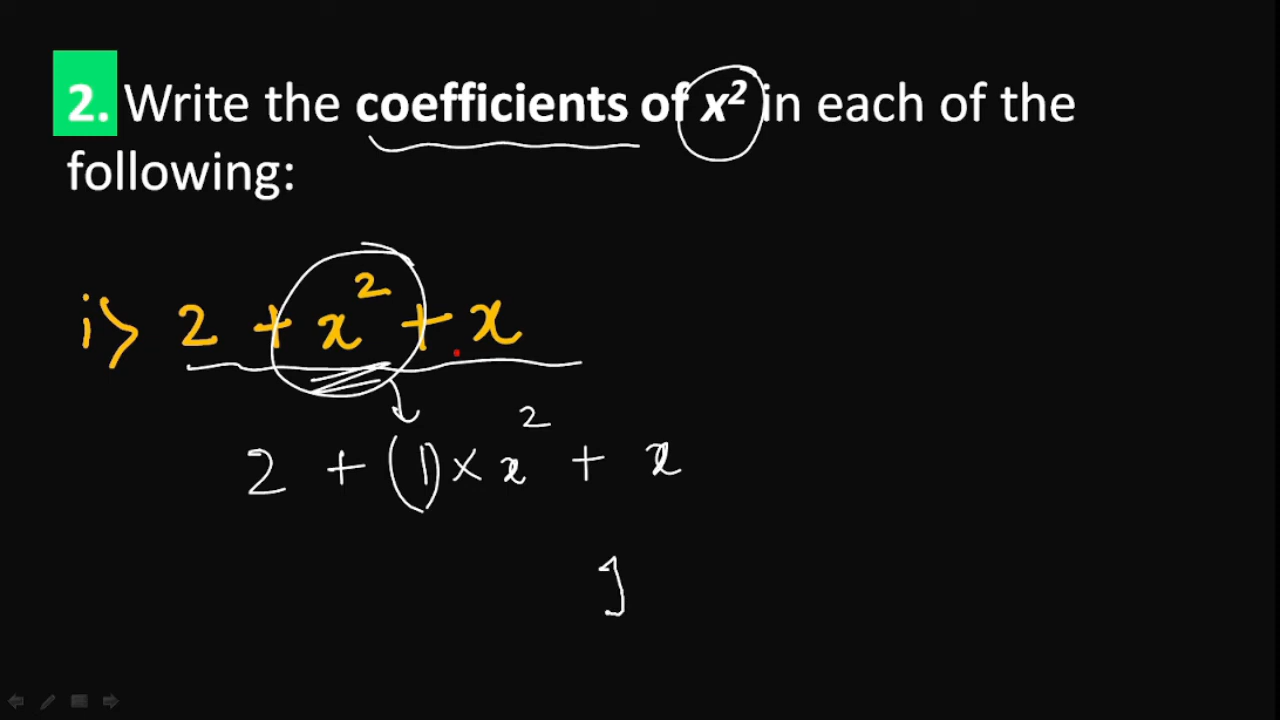 2. Write the coefficients of x² in each of the
following:
i> 2 + x² + x
2 + (1) × x² + x